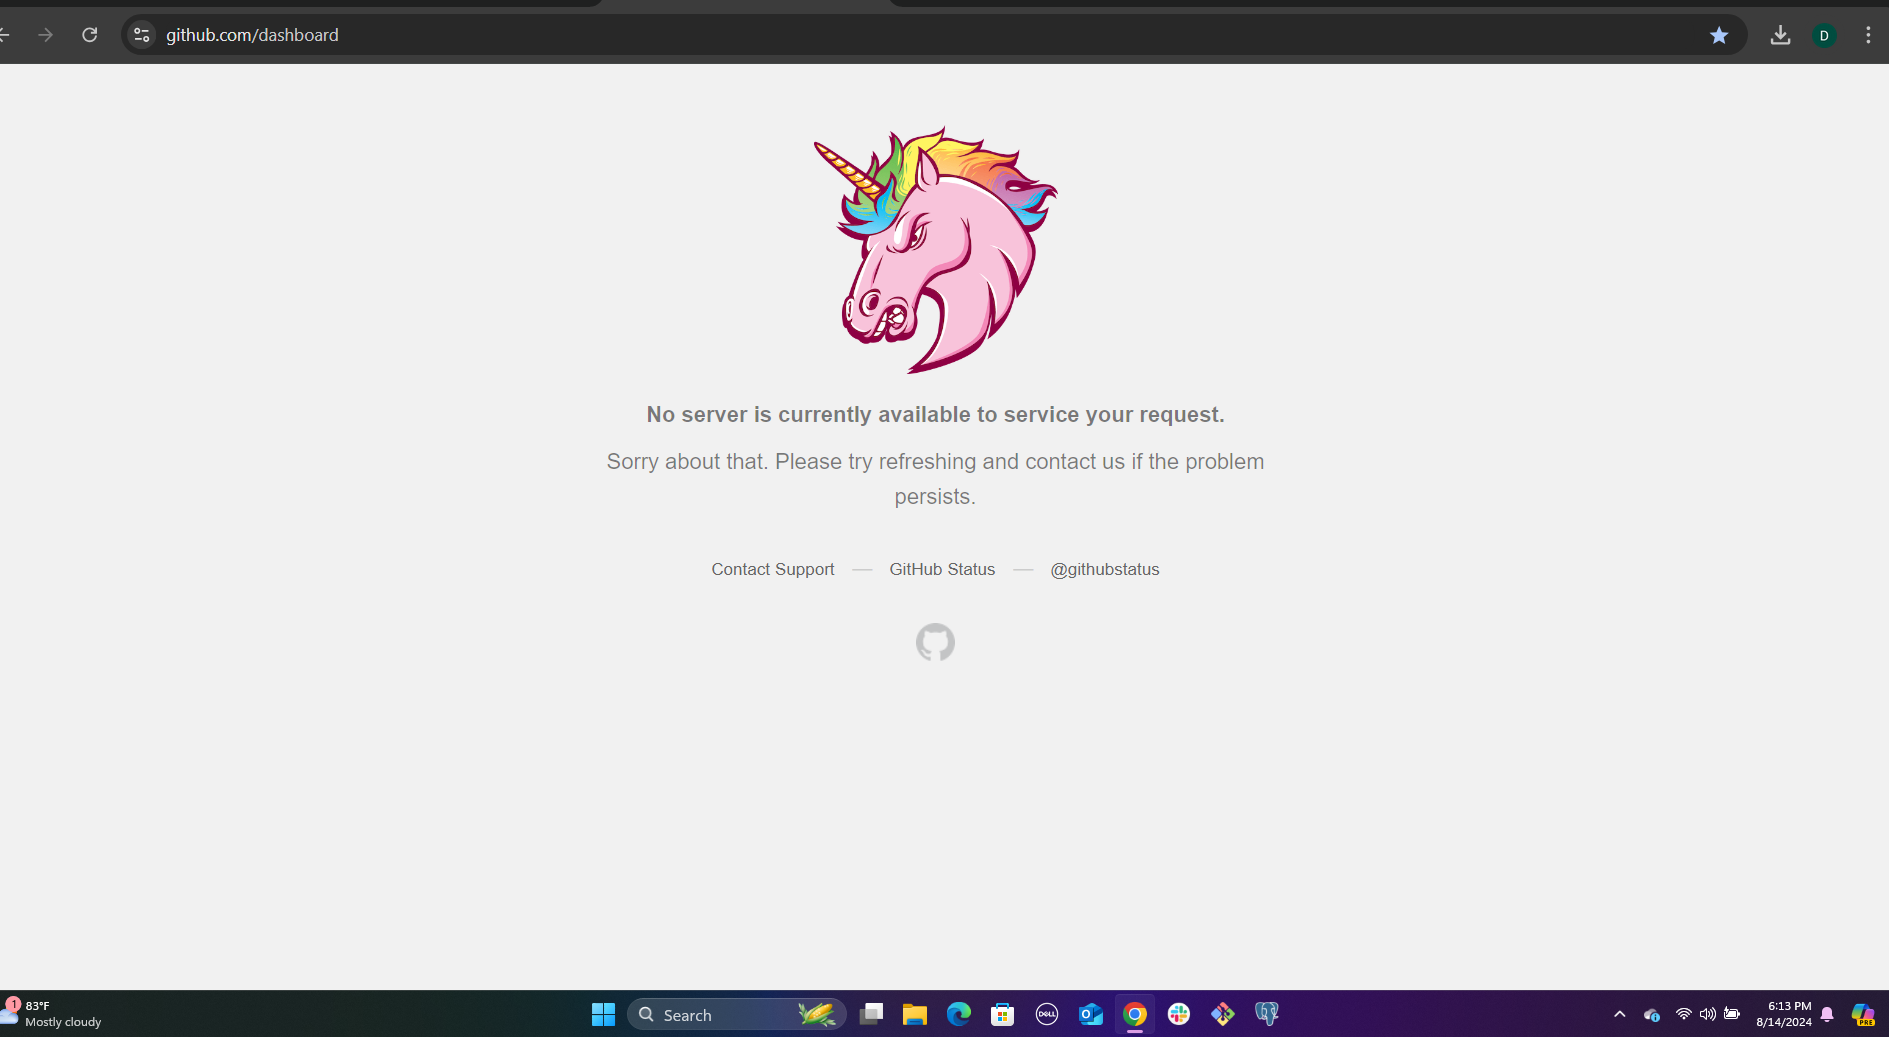 github.com/dashboard
D
No server is currently available to service your request.
Sorry about that. Please try refreshing and contact us if the problem
persists.
Contact Support — GitHub Status — @githubstatus
1
83°F
Mostly cloudy
Search
DELL
O
6:13 PM
8/14/2024
PRE